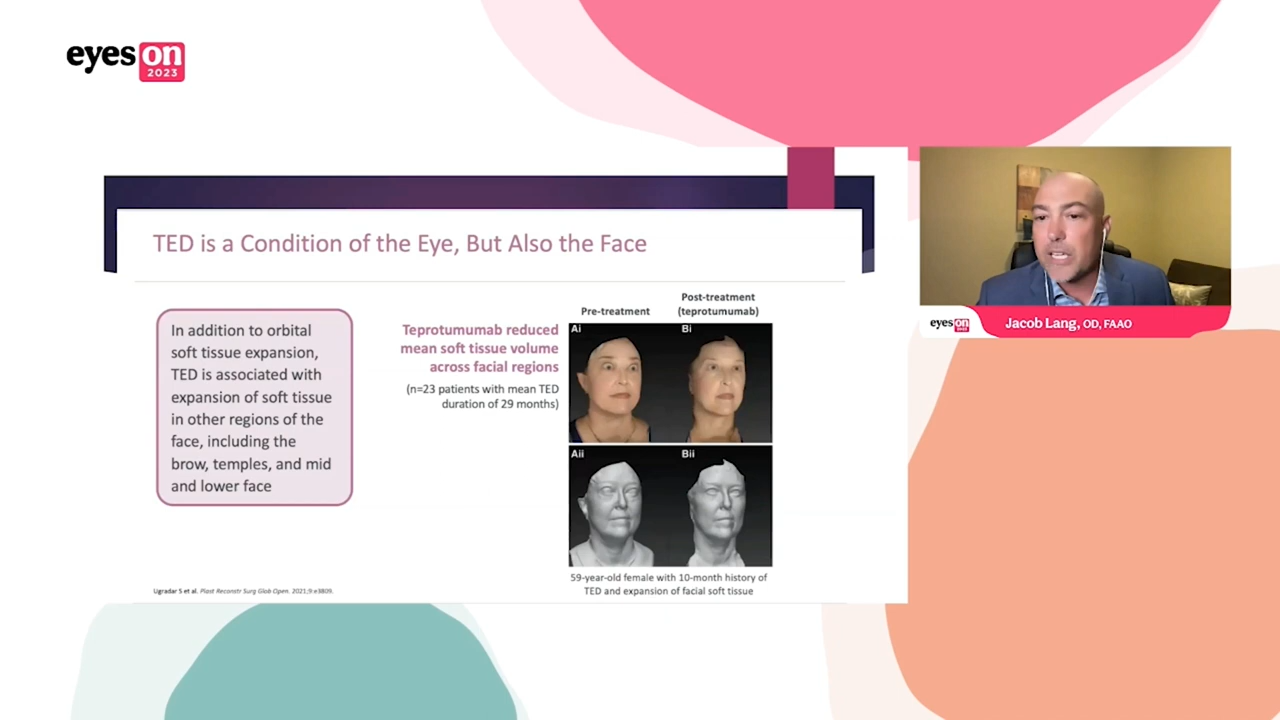 eyes on
2023
TED is a Condition of the Eye, But Also the Face
In addition to orbital
soft tissue expansion,
TED is associated with
expansion of soft tissue
in other regions of the
face, including the
brow, temples, and mid
and lower face
Teprotumumab reduced
mean soft tissue volume
across facial regions
(n=23 patients with mean TED
duration of 29 months)
Pre-treatment
Post-treatment
(teprotumumab)
Ai
Bi
Aii
Bii
59-year-old female with 10-month history of
TED and expansion of facial soft tissue
Ugradar S et al. Plast Reconstr Surg Glob Open. 2021;9:e3809.
eyes on
2023
Jacob Lang, OD, FAAO